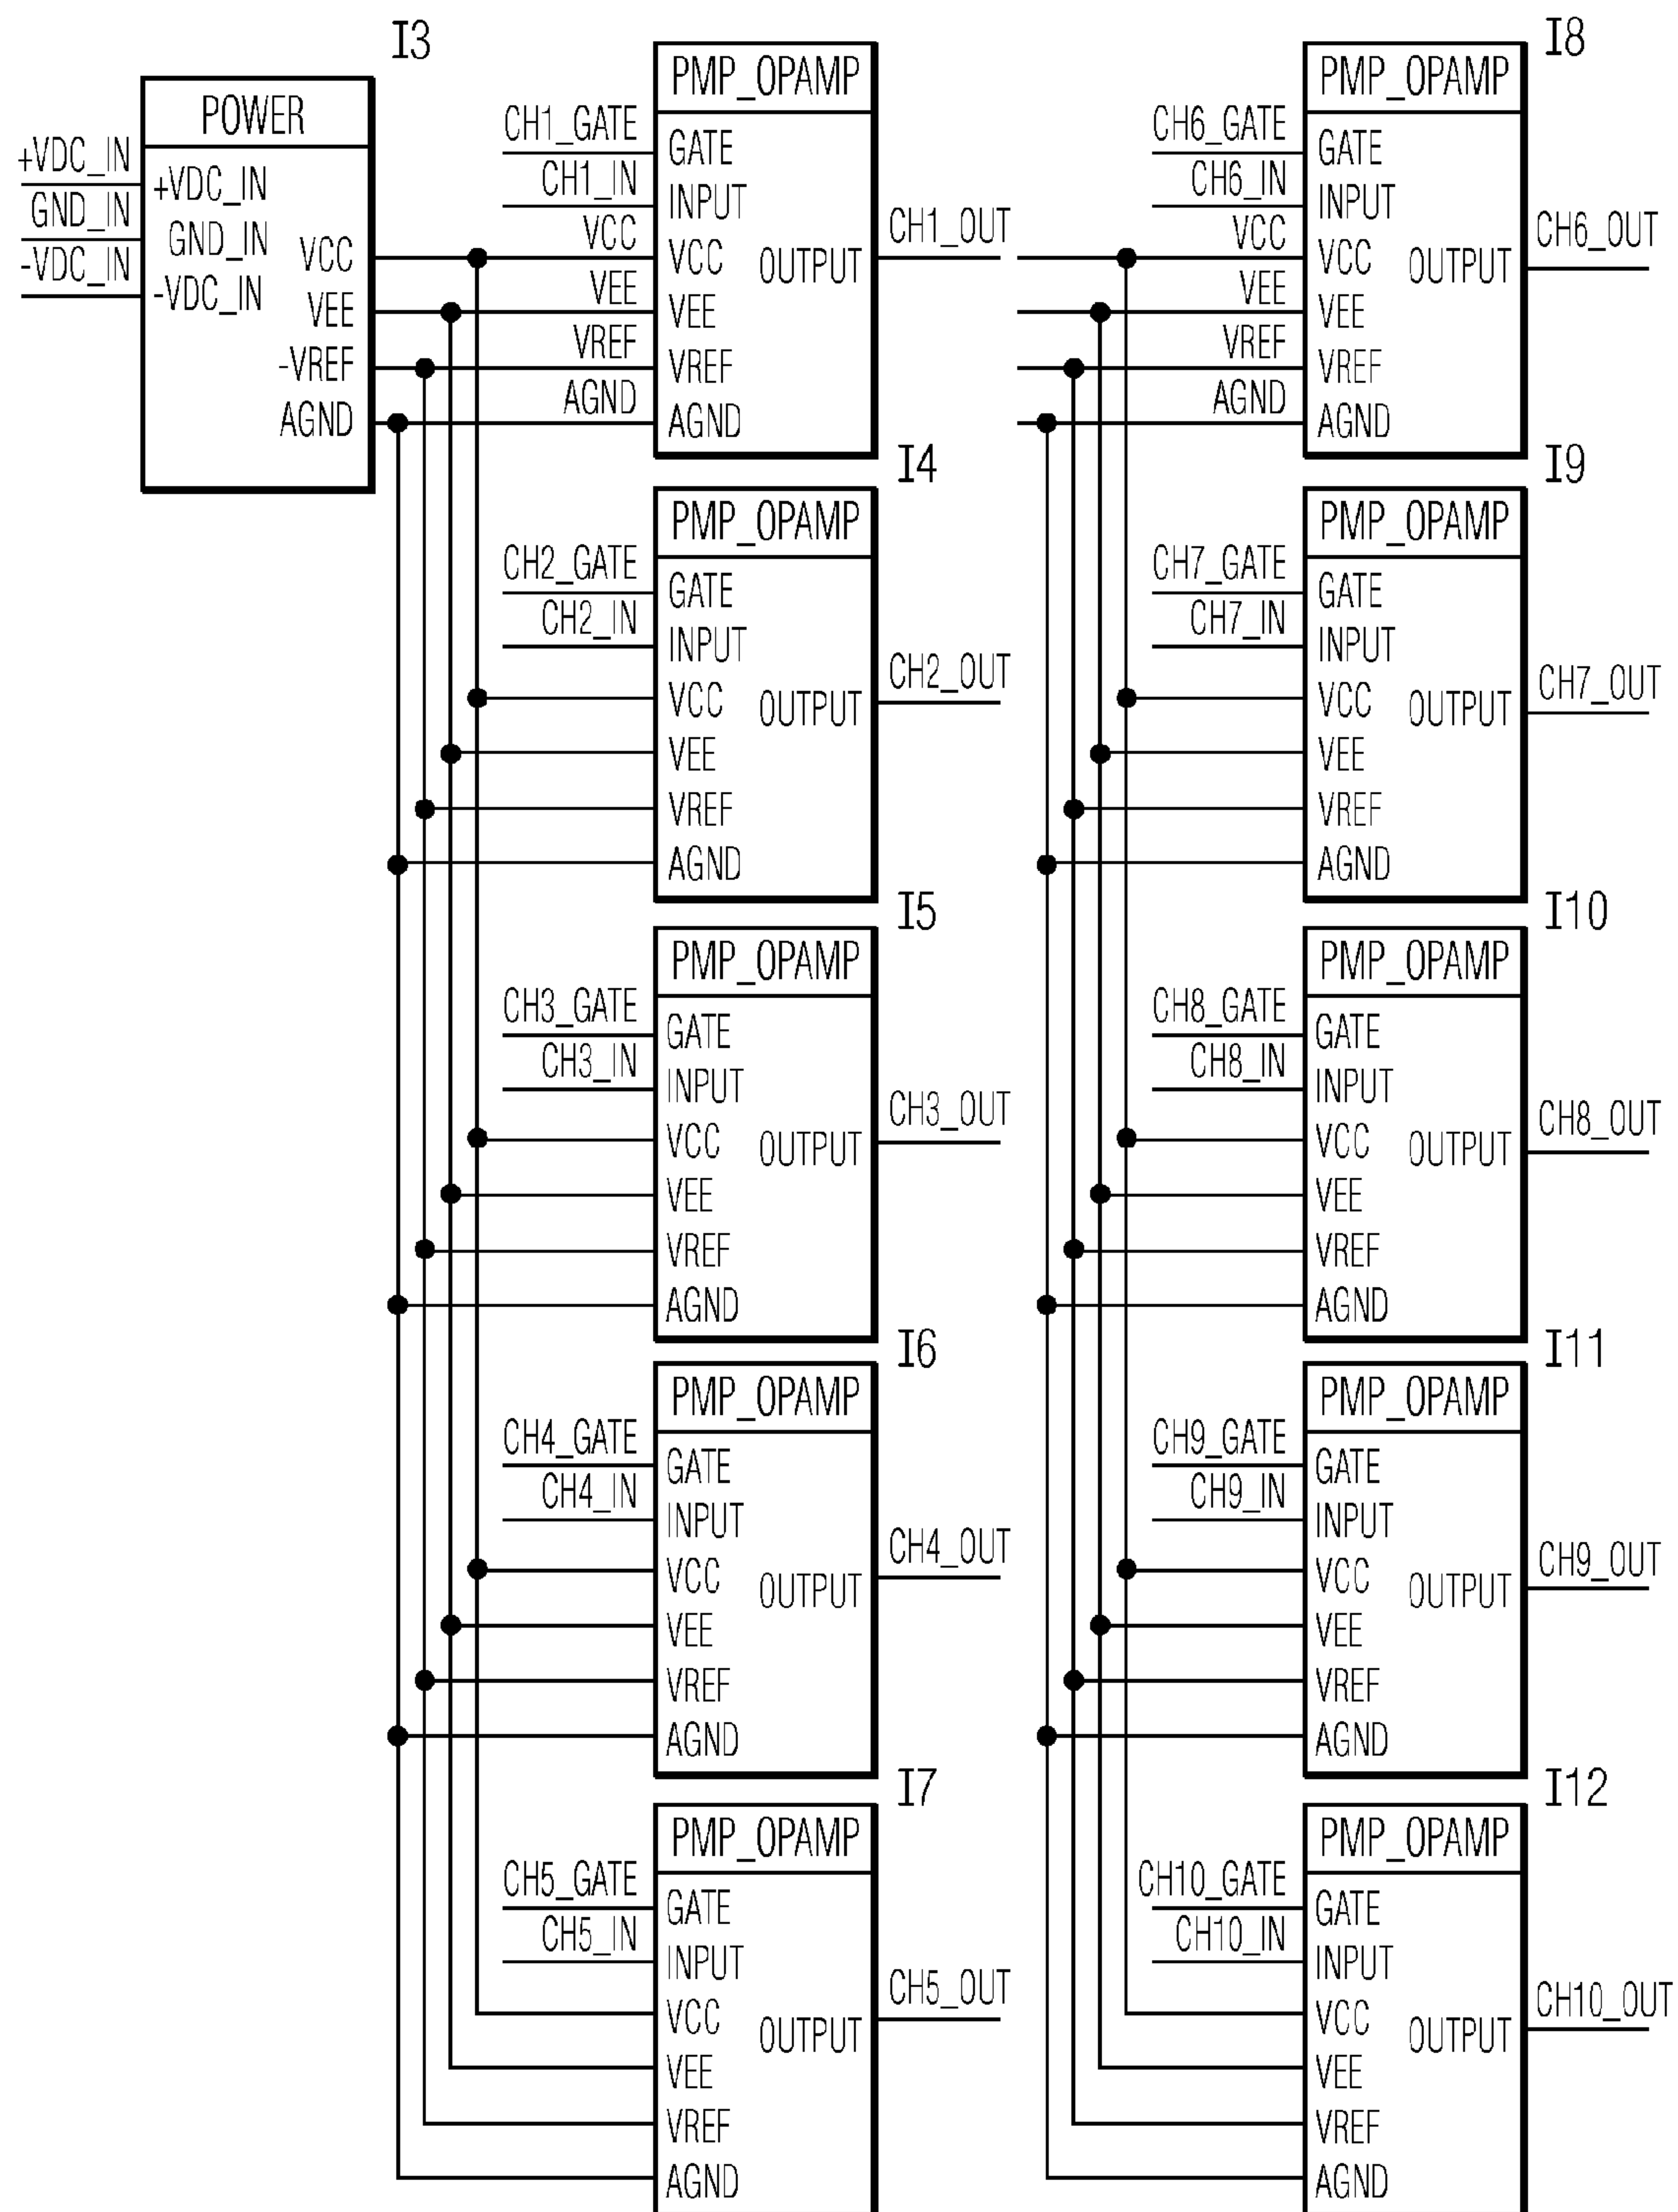 I3
POWER
+VDC_IN
GND_IN
-VDC_IN
+VDC_IN
GND_IN
-VDC_IN
VCC
VEE
-VREF
AGND
PMP_OPAMP
CH1_GATE
CH1_IN
VCC
VEE
VREF
AGND
GATE
INPUT
VCC
VEE
VREF
AGND
OUTPUT
CH1_OUT
I4
PMP_OPAMP
CH2_GATE
CH2_IN
GATE
INPUT
VCC
VEE
VREF
AGND
OUTPUT
CH2_OUT
I5
PMP_OPAMP
CH3_GATE
CH3_IN
GATE
INPUT
VCC
VEE
VREF
AGND
OUTPUT
CH3_OUT
I6
PMP_OPAMP
CH4_GATE
CH4_IN
GATE
INPUT
VCC
VEE
VREF
AGND
OUTPUT
CH4_OUT
I7
PMP_OPAMP
CH5_GATE
CH5_IN
GATE
INPUT
VCC
VEE
VREF
AGND
OUTPUT
CH5_OUT
I8
PMP_OPAMP
CH6_GATE
CH6_IN
VCC
VEE
VREF
AGND
GATE
INPUT
VCC
VEE
VREF
AGND
OUTPUT
CH6_OUT
I9
PMP_OPAMP
CH7_GATE
CH7_IN
GATE
INPUT
VCC
VEE
VREF
AGND
OUTPUT
CH7_OUT
I10
PMP_OPAMP
CH8_GATE
CH8_IN
GATE
INPUT
VCC
VEE
VREF
AGND
OUTPUT
CH8_OUT
I11
PMP_OPAMP
CH9_GATE
CH9_IN
GATE
INPUT
VCC
VEE
VREF
AGND
OUTPUT
CH9_OUT
I12
PMP_OPAMP
CH10_GATE
CH10_IN
GATE
INPUT
VCC
VEE
VREF
AGND
OUTPUT
CH10_OUT